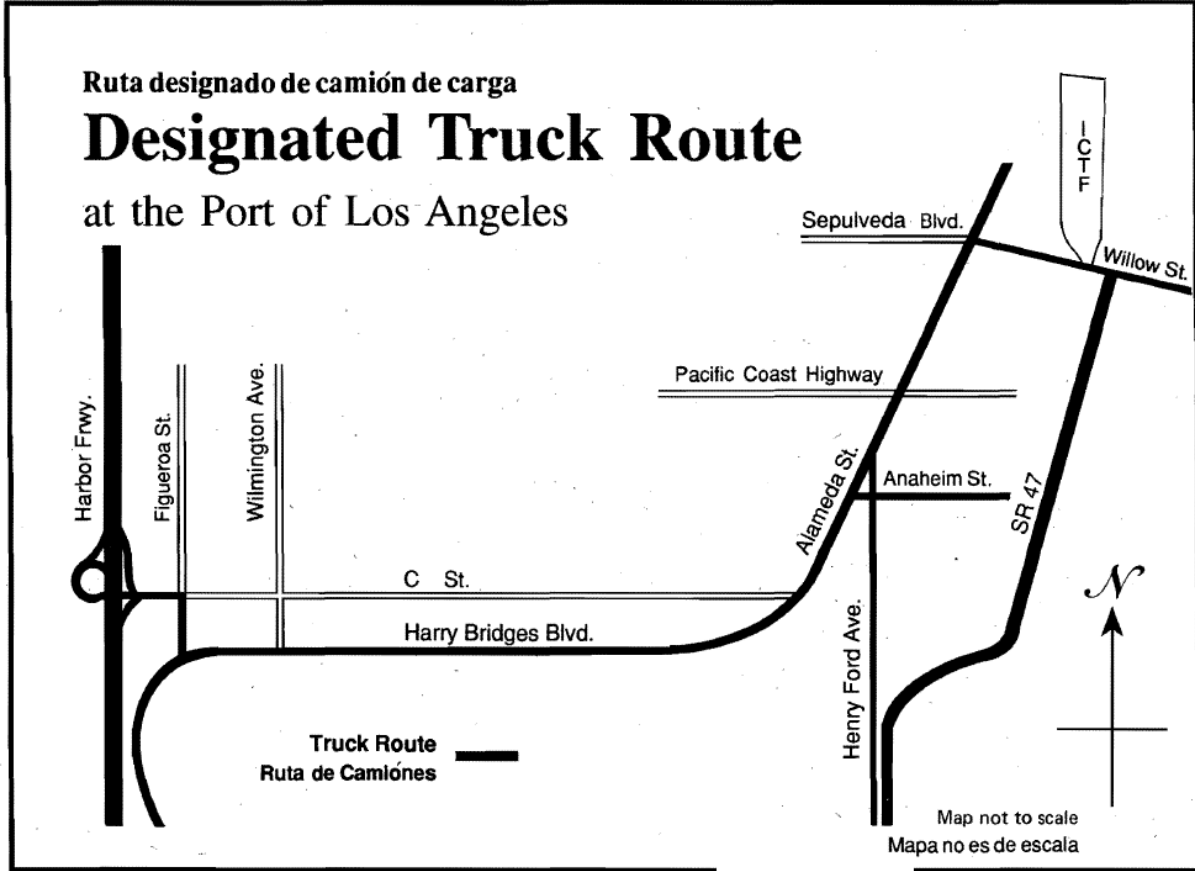 Ruta designado de camión de carga
Designated Truck Route
at the Port of Los Angeles
ICTF
Sepulveda Blvd.
Willow St.
Pacific Coast Highway
Harbor Frwy.
Figueroa St.
Wilmington Ave.
Alameda St.
Anaheim St.
SR 47
C St.
Harry Bridges Blvd.
Henry Ford Ave.
N
Truck Route
Ruta de Camiónes
Map not to scale
Mapa no es de escala